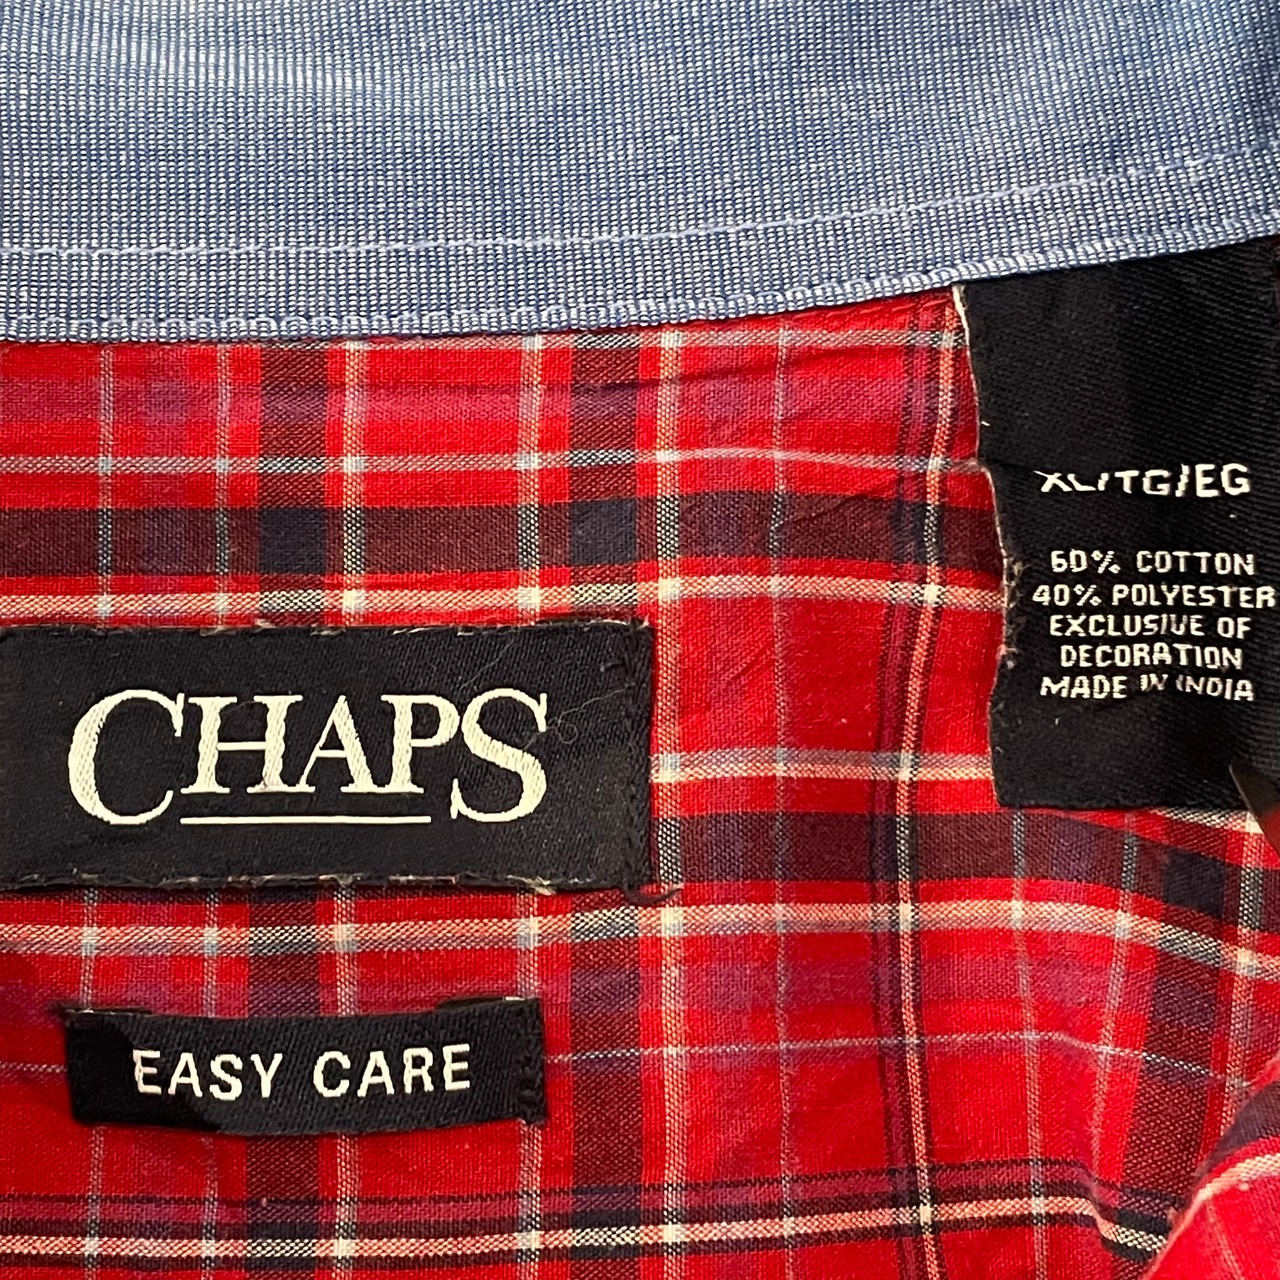 XL/TG/EG
60% COTTON
40% POLYESTER
EXCLUSIVE OF
DECORATION
MADE IN INDIA
CHAPS
EASY CARE